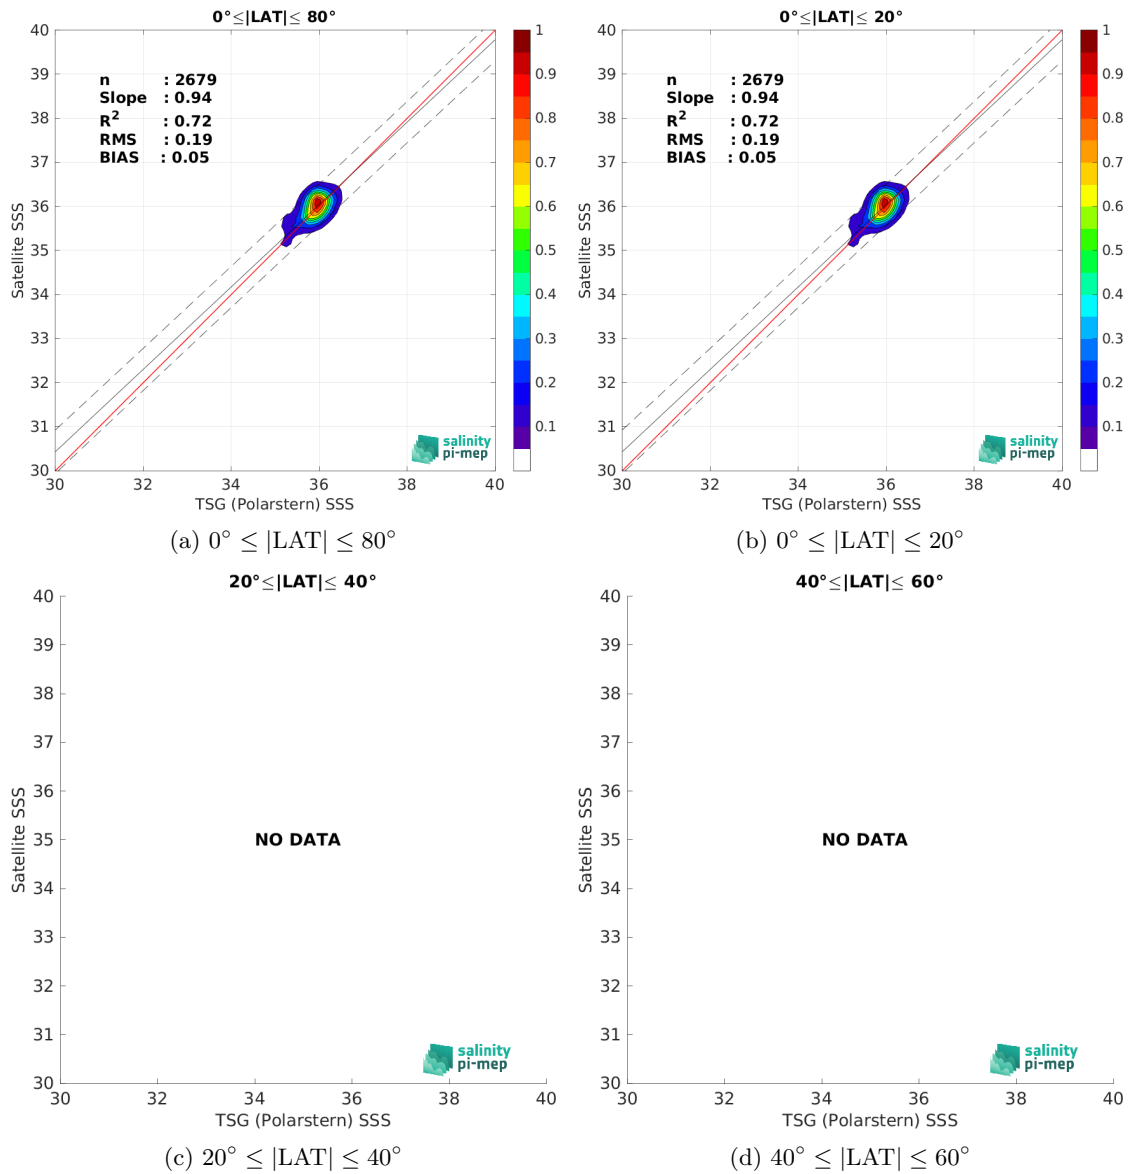 0°≤|LAT|≤ 80°
40
39
38
37
36
35
34
33
32
31
30
Satellite SSS
n : 2679
Slope : 0.94
R² : 0.72
RMS : 0.19
BIAS : 0.05
salinity
pi-mep
30 32 34 36 38 40
TSG (Polarstern) SSS
1
0.9
0.8
0.7
0.6
0.5
0.4
0.3
0.2
0.1
(a) 0° ≤ |LAT| ≤ 80°
0°≤|LAT|≤ 20°
40
39
38
37
36
35
34
33
32
31
30
Satellite SSS
n : 2679
Slope : 0.94
R² : 0.72
RMS : 0.19
BIAS : 0.05
salinity
pi-mep
30 32 34 36 38 40
TSG (Polarstern) SSS
1
0.9
0.8
0.7
0.6
0.5
0.4
0.3
0.2
0.1
(b) 0° ≤ |LAT| ≤ 20°
20°≤|LAT|≤ 40°
40
39
38
37
36
35
34
33
32
31
30
Satellite SSS
NO DATA
salinity
pi-mep
30 32 34 36 38 40
TSG (Polarstern) SSS
(c) 20° ≤ |LAT| ≤ 40°
40°≤|LAT|≤ 60°
40
39
38
37
36
35
34
33
32
31
30
Satellite SSS
NO DATA
salinity
pi-mep
30 32 34 36 38 40
TSG (Polarstern) SSS
(d) 40° ≤ |LAT| ≤ 60°